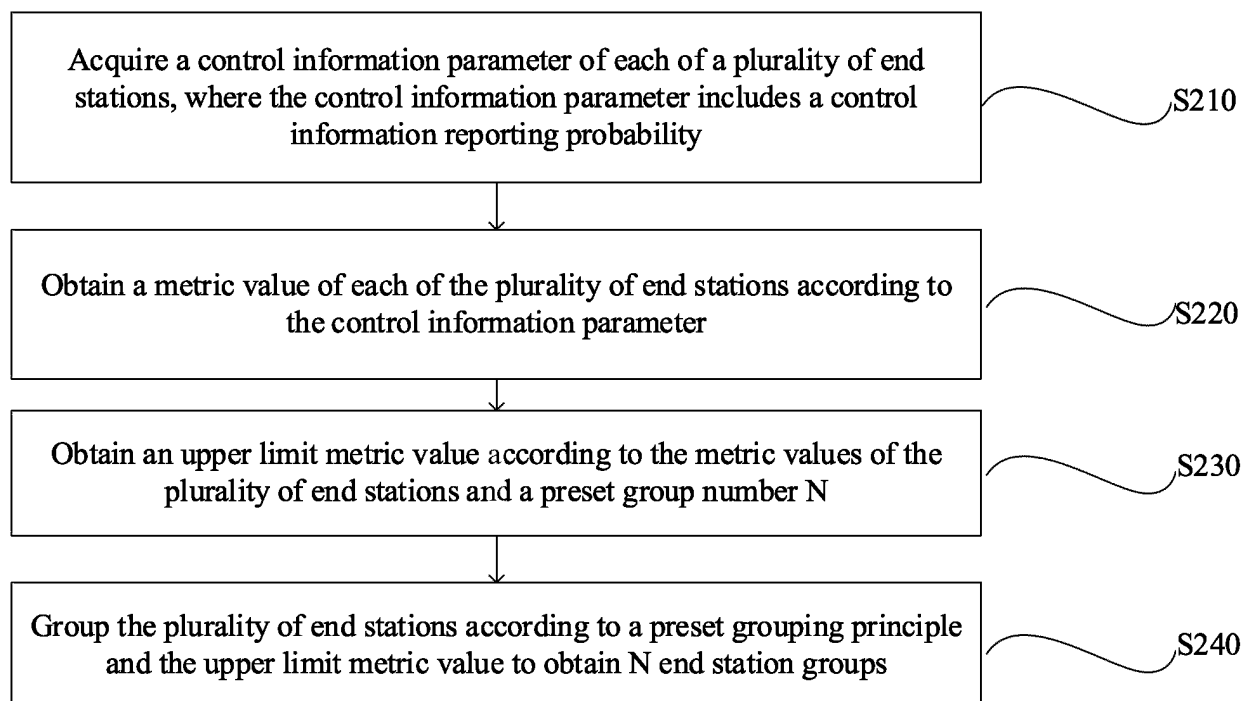 Acquire a control information parameter of each of a plurality of end
stations, where the control information parameter includes a control
information reporting probability
S210
Obtain a metric value of each of the plurality of end stations according to
the control information parameter
S220
Obtain an upper limit metric value according to the metric values of the
plurality of end stations and a preset group number N
S230
Group the plurality of end stations according to a preset grouping principle
and the upper limit metric value to obtain N end station groups
S240